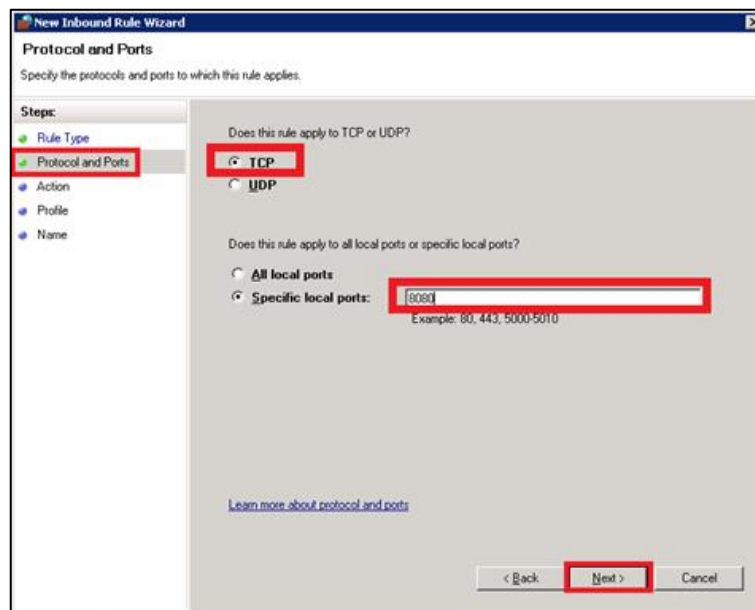 New Inbound Rule Wizard
Protocol and Ports
Specify the protocols and ports to which this rule applies.
Steps:
Rule Type
Protocol and Ports
Action
Profile
Name
Does this rule apply to TCP or UDP?
TCP
UDP
Does this rule apply to all local ports or specific local ports?
All local ports
Specific local ports:
8080
Example: 80, 443, 5000-5010
Learn more about protocol and ports
< Back Next > Cancel